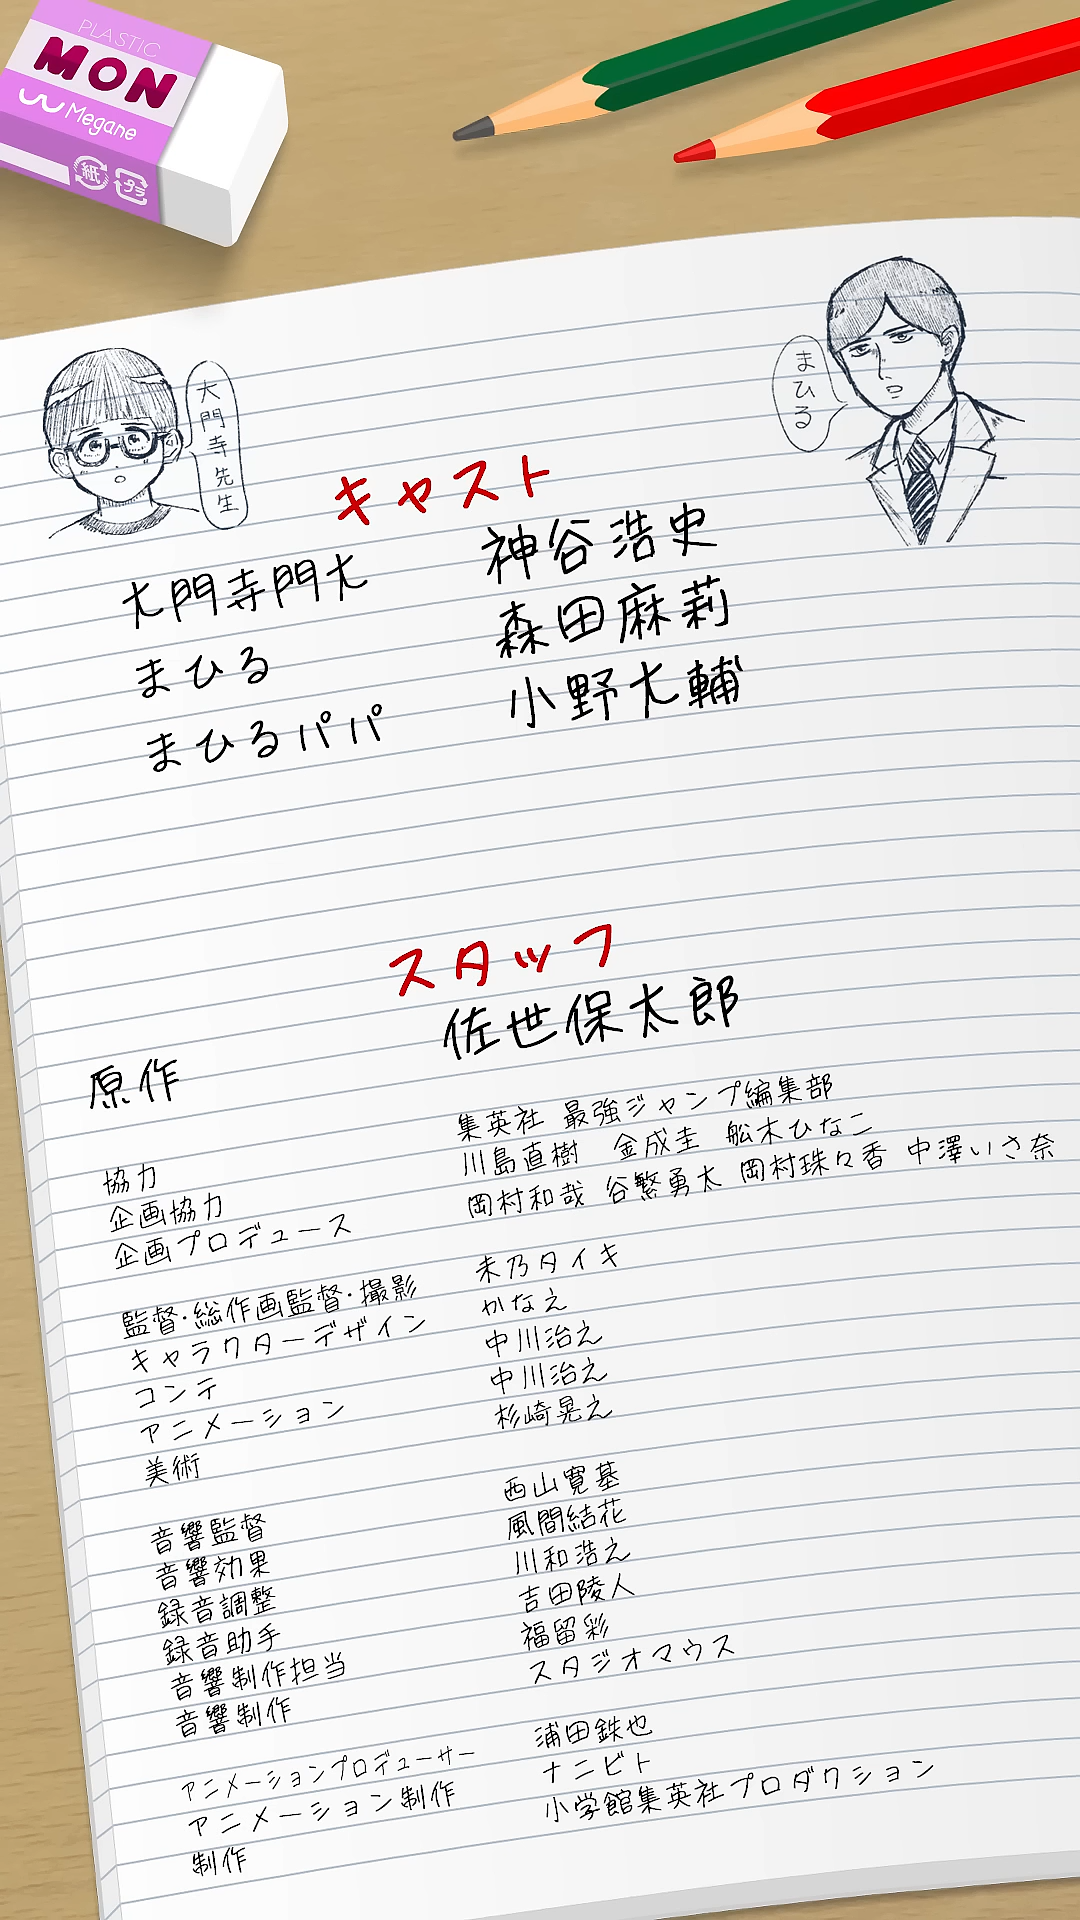 PLASTIC
MON
Megane
紙
プラ
大門寺先生
まひる
キャスト
大門寺門大 神谷浩史
まひる 森田麻莉
まひるパパ 小野大輔
スタッフ
原作 佐世保太郎
協力 集英社 最強ジャンプ編集部
企画協力 川島直樹 金成圭 舩木ひなこ
企画プロデュース 岡村和哉 谷繁勇太 岡村珠々香 中澤いさ奈
監督・総作画監督・撮影 未乃タイキ
キャラクターデザイン かなえ
コンテ 中川治之
アニメーション 中川治之
美術 杉崎晃之
音響監督 西山寛基
音響効果 風間結花
録音調整 川和浩之
録音助手 吉田陵人
音響制作担当 福留彩
音響制作 スタジオマウス
アニメーションプロデューサー 浦田鉄也
アニメーション制作 ナニビト
制作 小学館集英社プロダクション